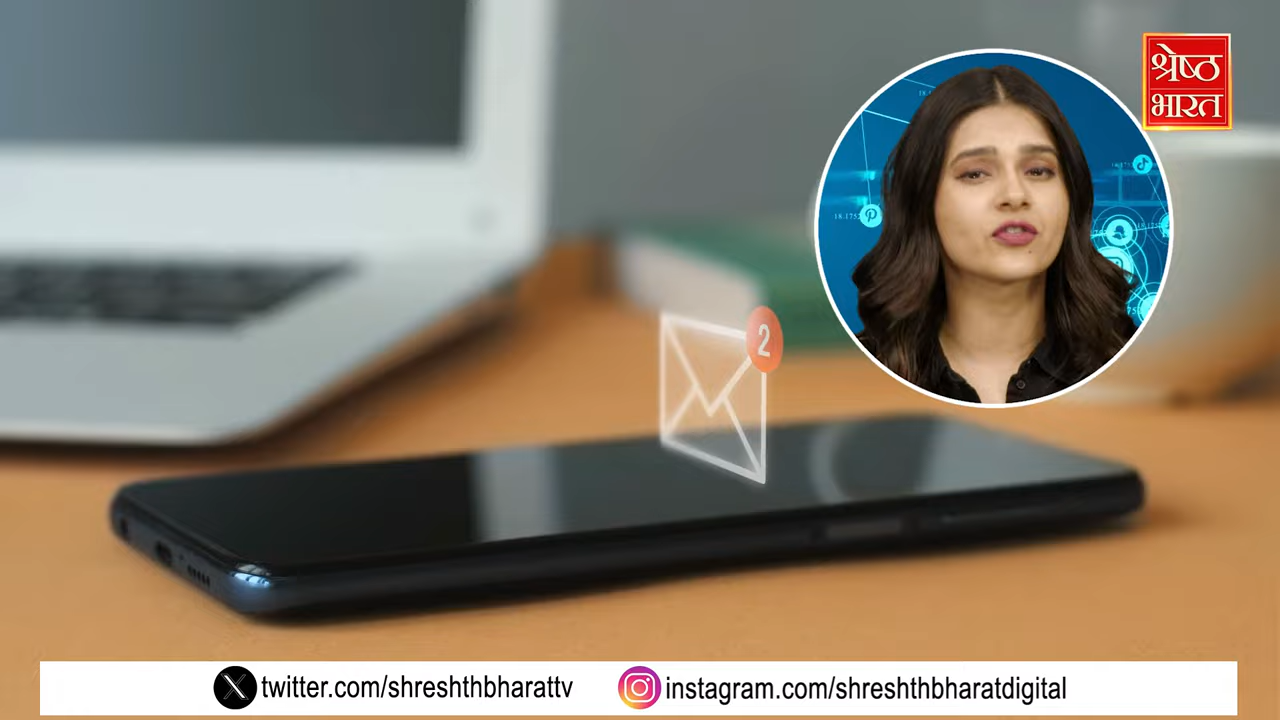 श्रेष्ठ
भारत
2
twitter.com/shreshthbharattv
instagram.com/shreshthbharatdigital